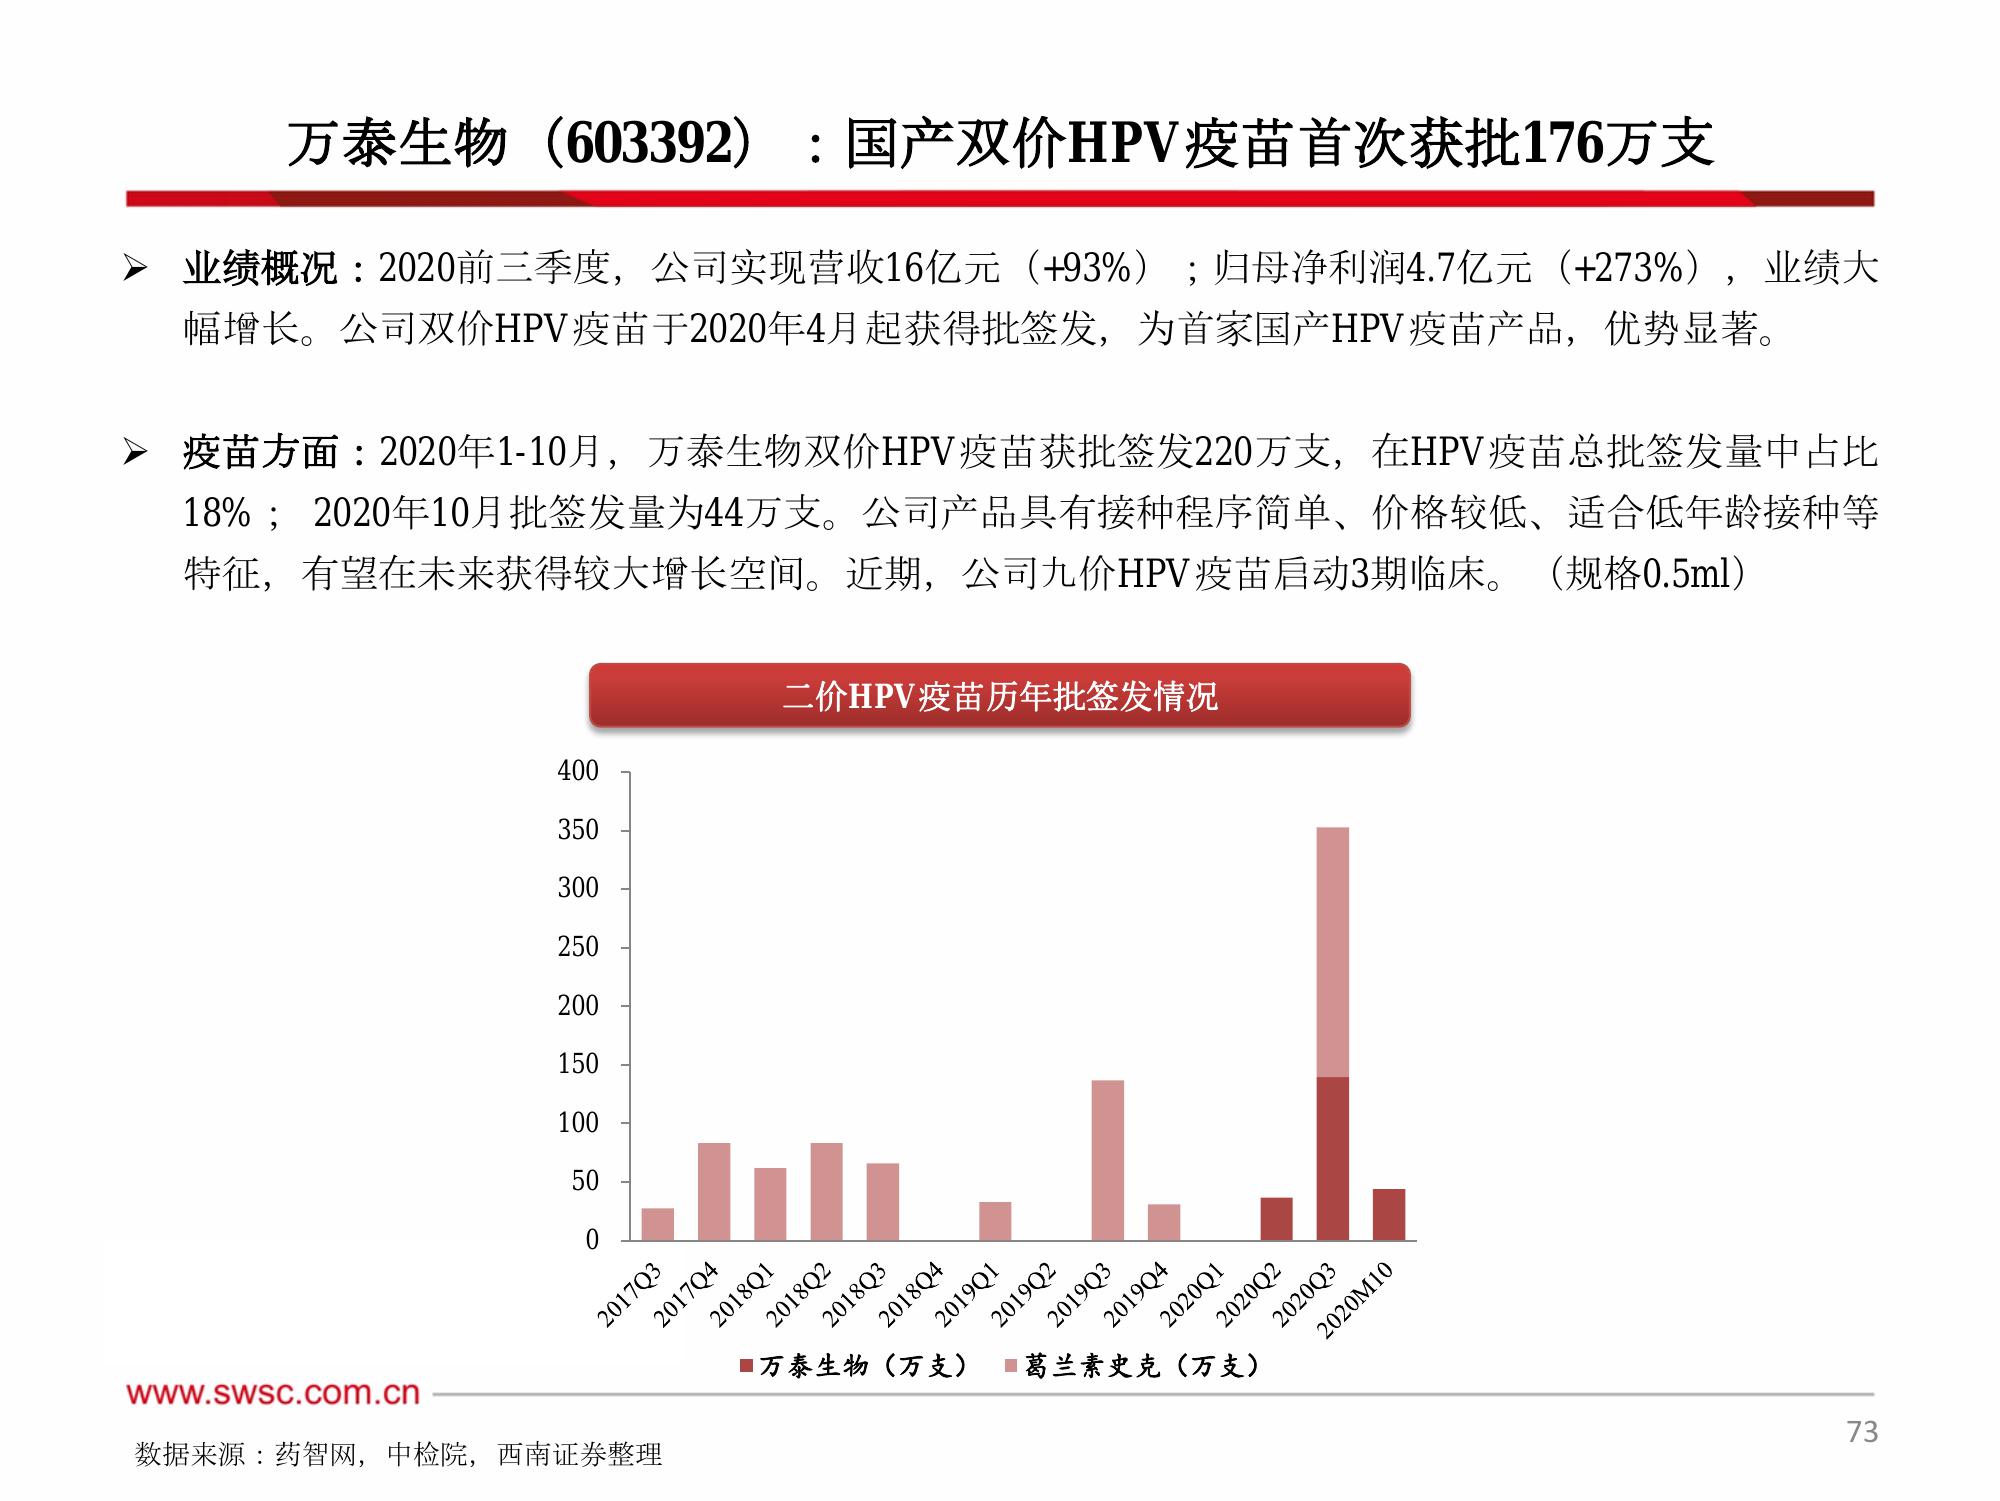 万泰生物（603392）：国产双价HPV疫苗首次获批176万支
➢ 业绩概况：2020前三季度，公司实现营收16亿元（+93%）；归母净利润4.7亿元（+273%），业绩大
幅增长。公司双价HPV疫苗于2020年4月起获得批签发，为首家国产HPV疫苗产品，优势显著。
➢ 疫苗方面：2020年1-10月，万泰生物双价HPV疫苗获批签发220万支，在HPV疫苗总批签发量中占比
18%； 2020年10月批签发量为44万支。公司产品具有接种程序简单、价格较低、适合低年龄接种等
特征，有望在未来获得较大增长空间。近期，公司九价HPV疫苗启动3期临床。（规格0.5ml）
二价HPV疫苗历年批签发情况
400
350
300
250
200
150
100
50
0
2017Q3 2017Q4 2018Q1 2018Q2 2018Q3 2018Q4 2019Q1 2019Q2 2019Q3 2019Q4 2020Q1 2020Q2 2020Q3 2020M10
万泰生物（万支） 葛兰素史克（万支）
www.swsc.com.cn
73
数据来源：药智网，中检院，西南证券整理